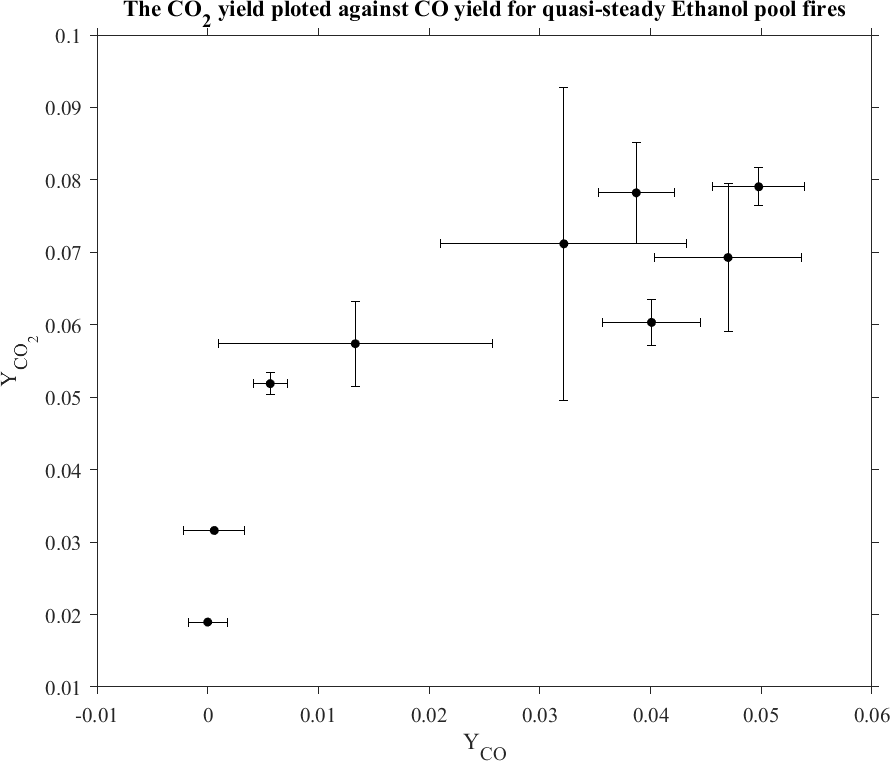 The CO2 yield ploted against CO yield for quasi-steady Ethanol pool fires
0.1
0.09
0.08
0.07
0.06
0.05
0.04
0.03
0.02
0.01
YCO2
-0.01 0 0.01 0.02 0.03 0.04 0.05 0.06
YCO